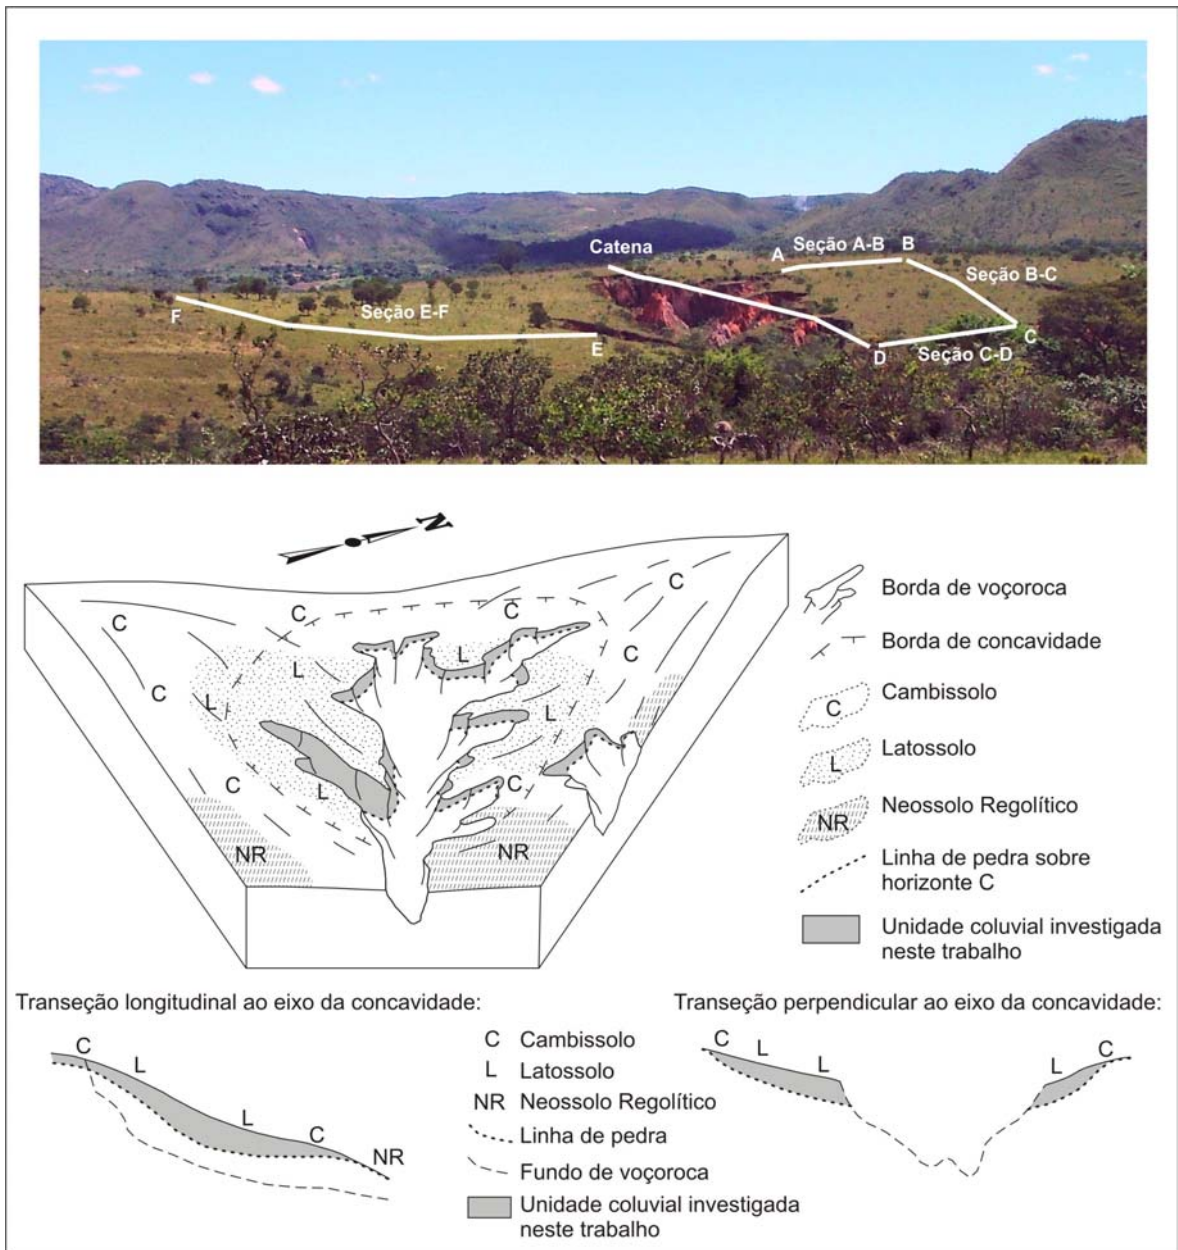 Catena
A
Seção A-B
B
Seção B-C
Seção E-F
F
E
D
Seção C-D
C
N
C
C
C
C
L
L
C
C
L
L
C
L
C
NR
NR
Borda de voçoroca
Borda de concavidade
C
Cambissolo
L
Latossolo
NR
Neossolo Regolítico
Linha de pedra sobre
horizonte C
Unidade coluvial investigada
neste trabalho
Transeção longitudinal ao eixo da concavidade:
C
L
L
C
NR
C Cambissolo
L Latossolo
NR Neossolo Regolítico
Linha de pedra
Fundo de voçoroca
Unidade coluvial investigada
neste trabalho
Transeção perpendicular ao eixo da concavidade:
C
L
L
L
C